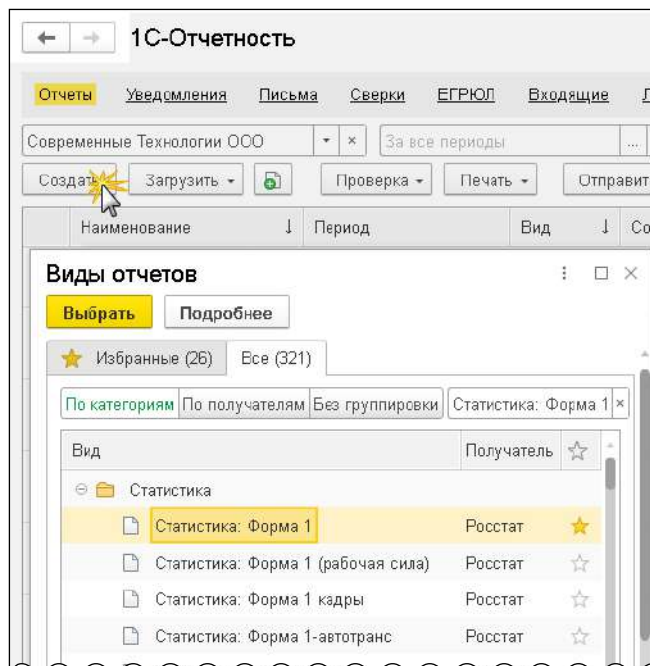 1С-Отчетность
Отчеты Уведомления Письма Сверки ЕГРЮЛ Входящие
Современные Технологии ООО За все периоды ...
Создать Загрузить Проверка Печать Отправит
Наименование ↓ Период Вид ↓ Со
Виды отчетов
Выбрать Подробнее
Избранные (26) Все (321)
По категориям По получателям Без группировки Статистика: Форма 1 ×
Вид Получатель
Статистика
Статистика: Форма 1 Росстат
Статистика: Форма 1 (рабочая сила) Росстат
Статистика: Форма 1 кадры Росстат
Статистика: Форма 1-автотранс Росстат